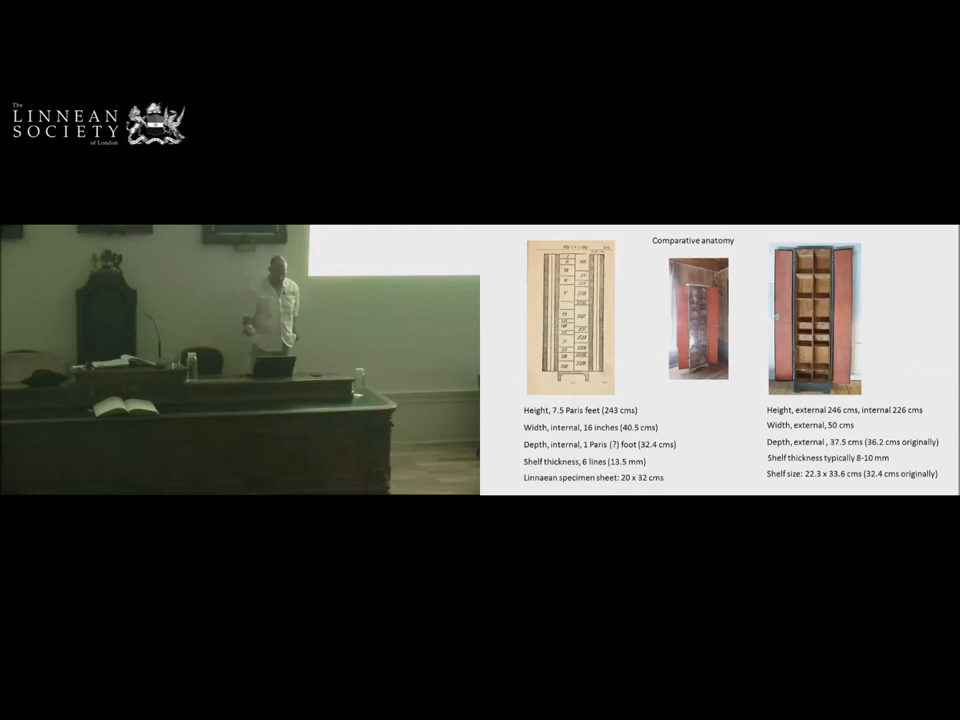 The
LINNEAN
SOCIETY
of London
Comparative anatomy
Height, 7.5 Paris feet (243 cms)
Width, internal, 16 inches (40.5 cms)
Depth, internal, 1 Paris (?) foot (32.4 cms)
Shelf thickness, 6 lines (13.5 mm)
Linnaean specimen sheet: 20 x 32 cms
Height, external 246 cms, internal 226 cms
Width, external, 50 cms
Depth, external , 37.5 cms (36.2 cms originally)
Shelf thickness typically 8-10 mm
Shelf size: 22.3 x 33.6 cms (32.4 cms originally)